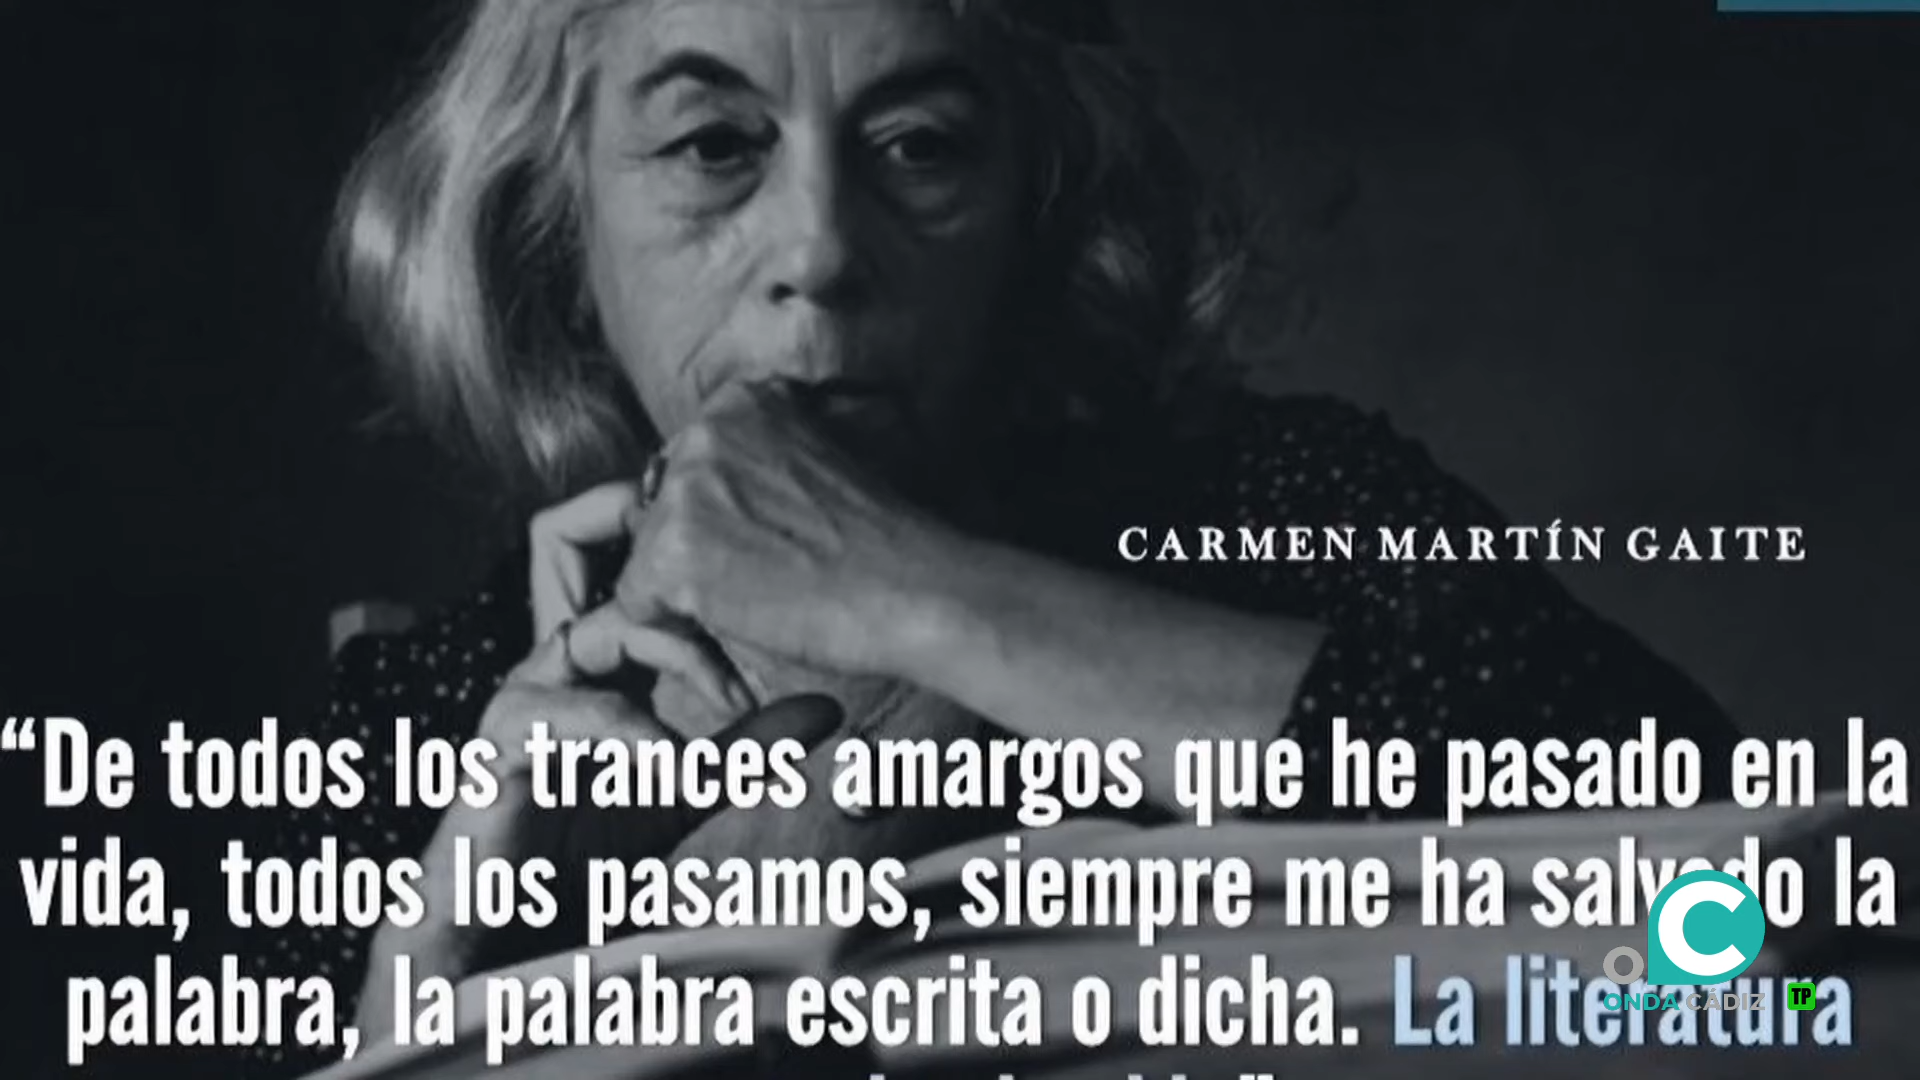 CARMEN MARTÍN GAITE
“De todos los trances amargos que he pasado en la
vida, todos los pasamos, siempre me ha salvado la
palabra, la palabra escrita o dicha. La literatura
C
ONDA CÁDIZ TP